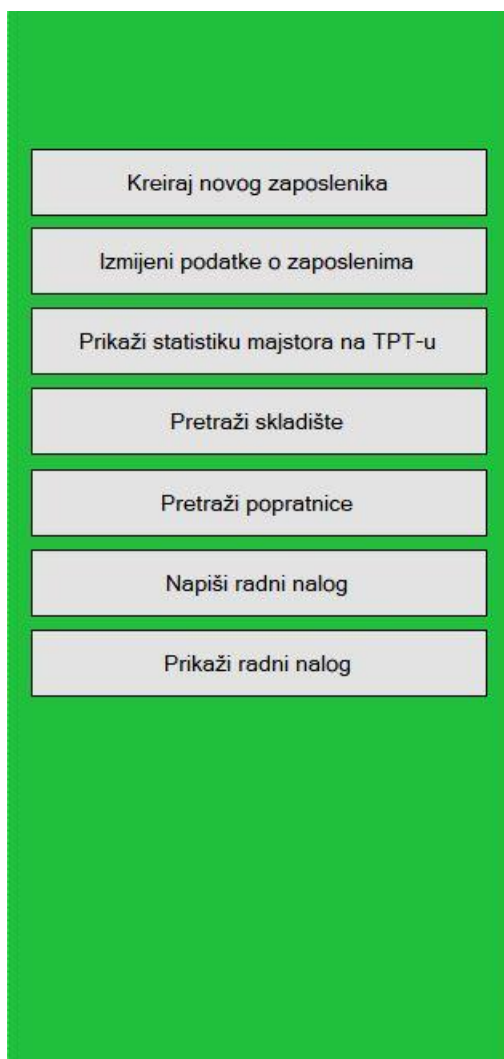 Kreiraj novog zaposlenika
Izmijeni podatke o zaposlenima
Prikaži statistiku majstora na TPT-u
Pretraži skladište
Pretraži popratnice
Napiši radni nalog
Prikaži radni nalog